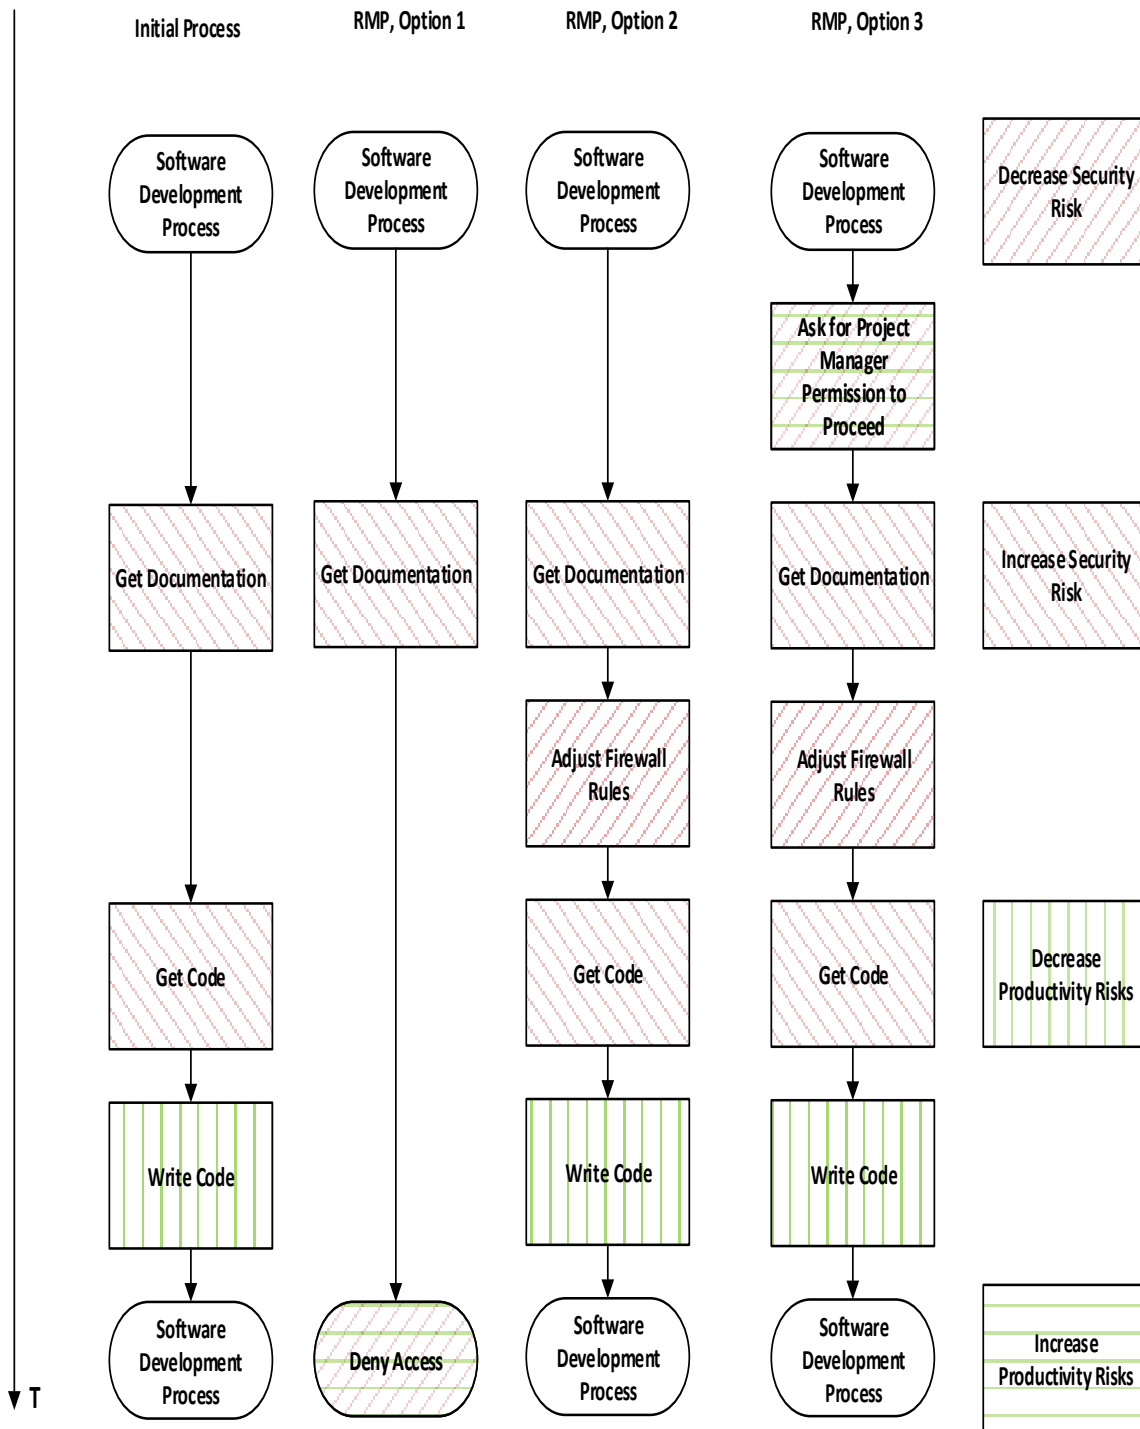 Initial Process
RMP, Option 1
RMP, Option 2
RMP, Option 3
Software
Development
Process
Software
Development
Process
Software
Development
Process
Software
Development
Process
Decrease Security
Risk
Ask for Project
Manager
Permission to
Proceed
Get Documentation
Get Documentation
Get Documentation
Get Documentation
Increase Security
Risk
Adjust Firewall
Rules
Adjust Firewall
Rules
Get Code
Get Code
Get Code
Decrease
Productivity Risks
Write Code
Write Code
Write Code
Software
Development
Process
Deny Access
Software
Development
Process
Software
Development
Process
Increase
Productivity Risks
T